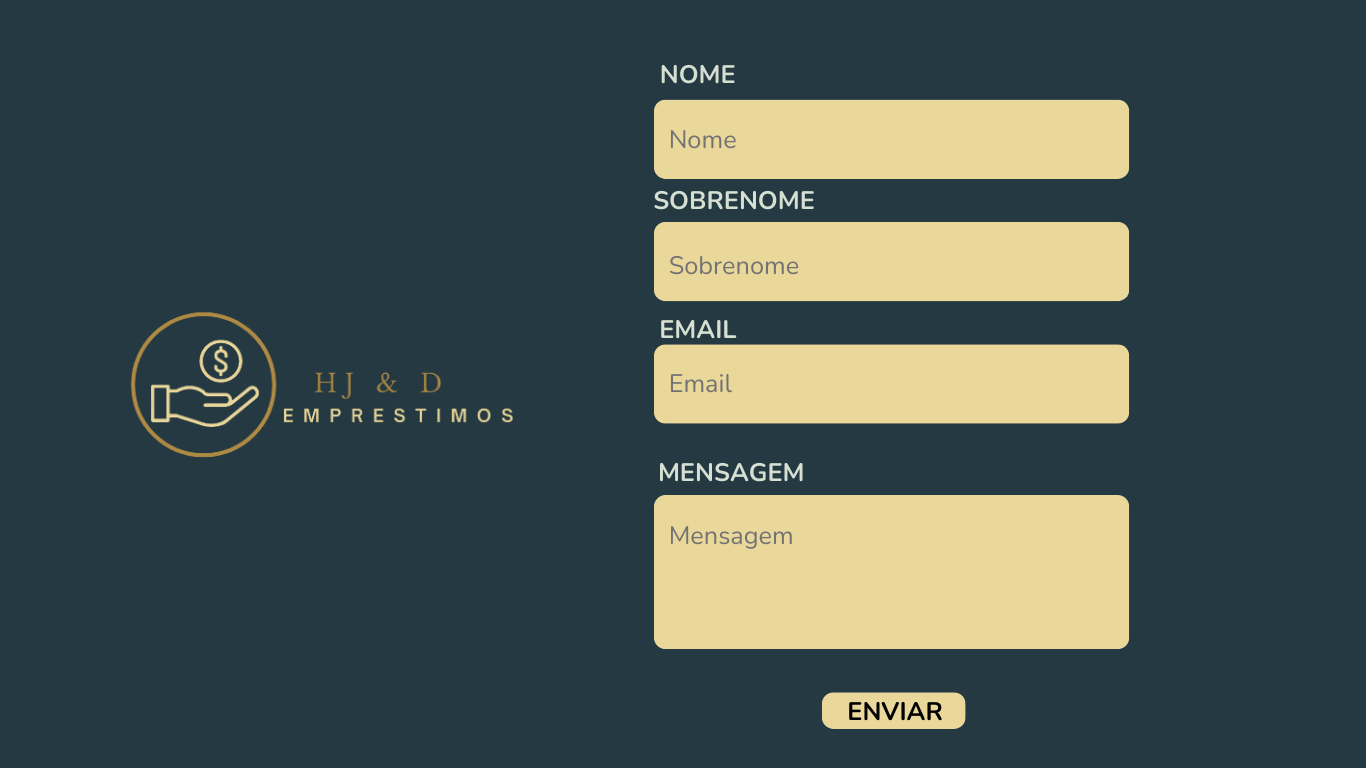 NOME
Nome
SOBRENOME
Sobrenome
EMAIL
Email
$
HJ & D
EMPRESTIMOS
MENSAGEM
Mensagem
ENVIAR